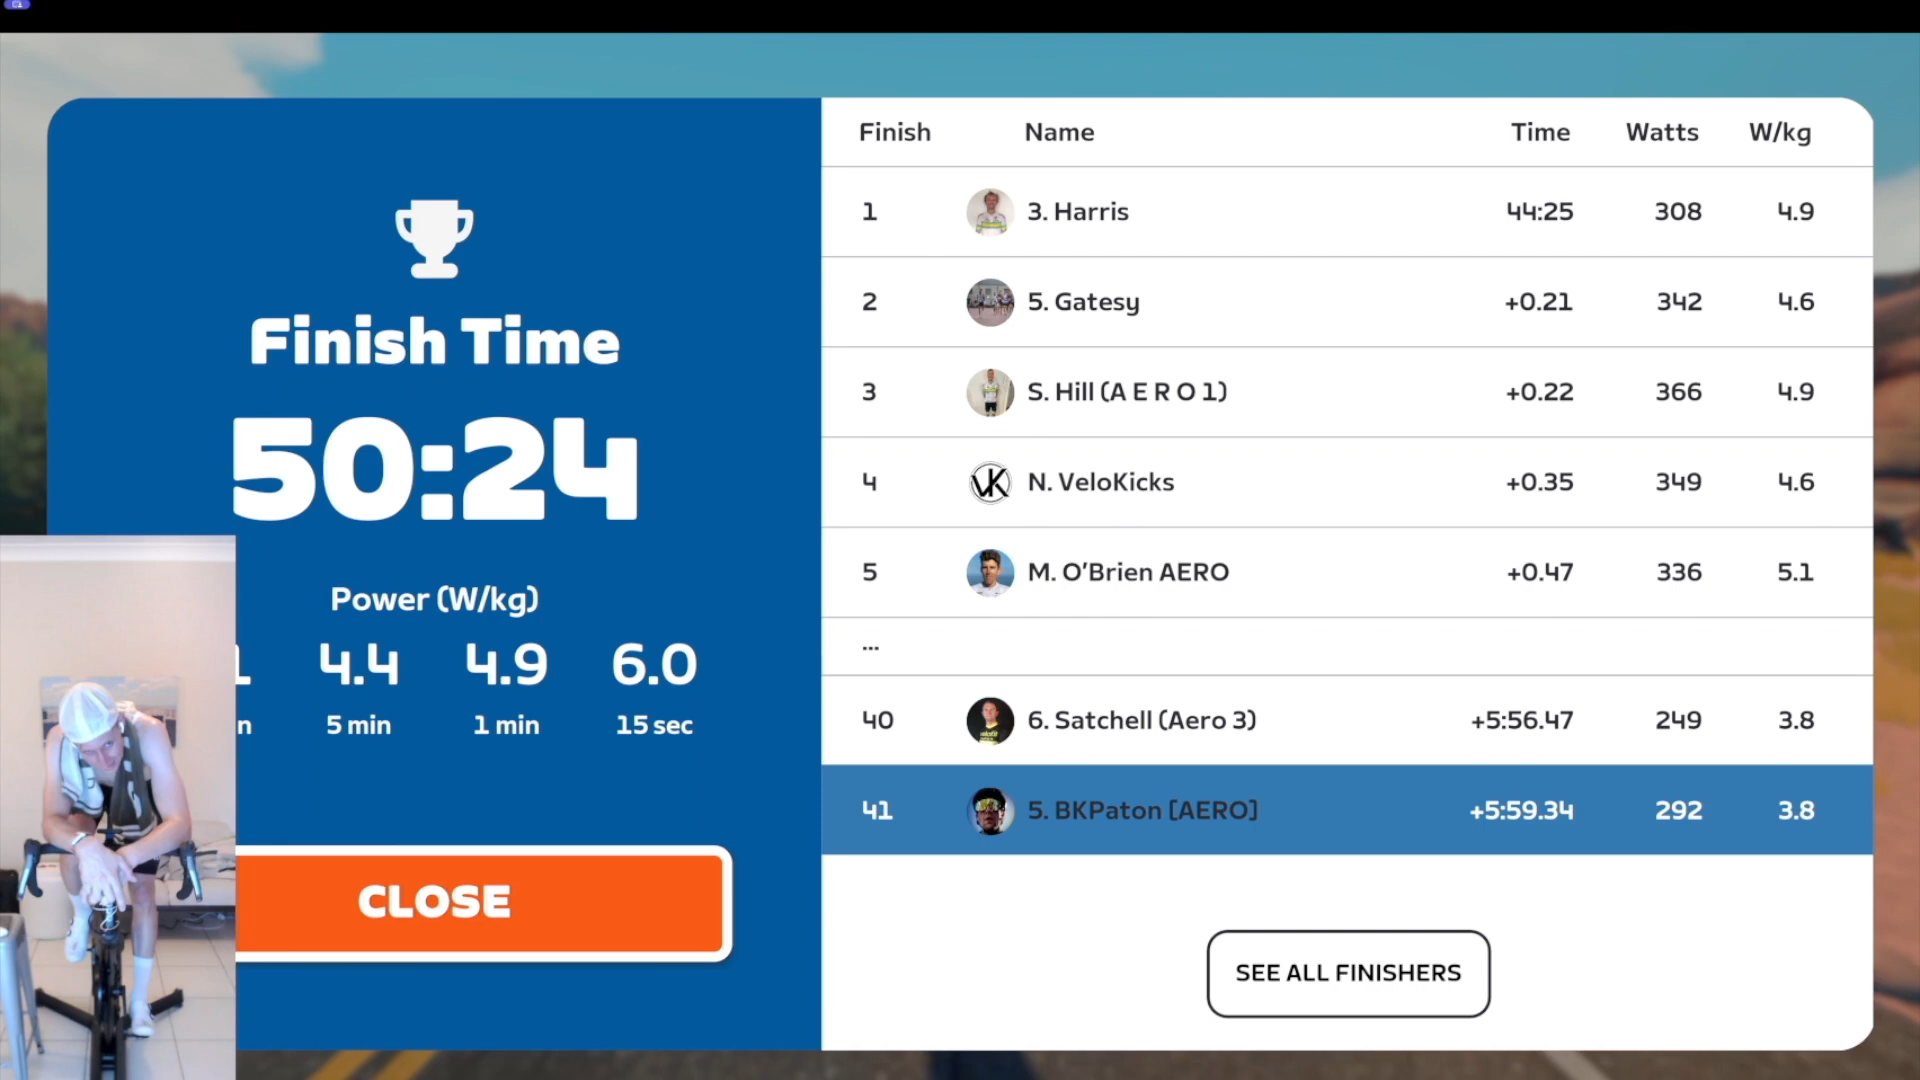 Finish Time
50:24
Power (W/kg)
4.4 4.9 6.0
5 min 1 min 15 sec
CLOSE
Finish Name Time Watts W/kg
1 3. Harris 44:25 308 4.9
2 5. Gatesy +0.21 342 4.6
3 S. Hill (A E R O 1) +0.22 366 4.9
4 VK N. VeloKicks +0.35 349 4.6
5 M. O'Brien AERO +0.47 336 5.1
...
40 6. Satchell (Aero 3) +5:56.47 249 3.8
41 5. BKPaton [AERO] +5:59.34 292 3.8
SEE ALL FINISHERS